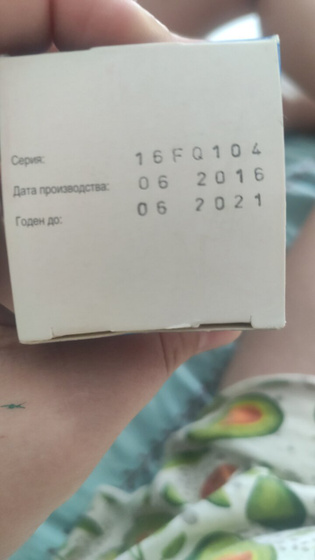 Серия: 16FQ104
Дата производства: 06 2016
Годен до: 06 2021